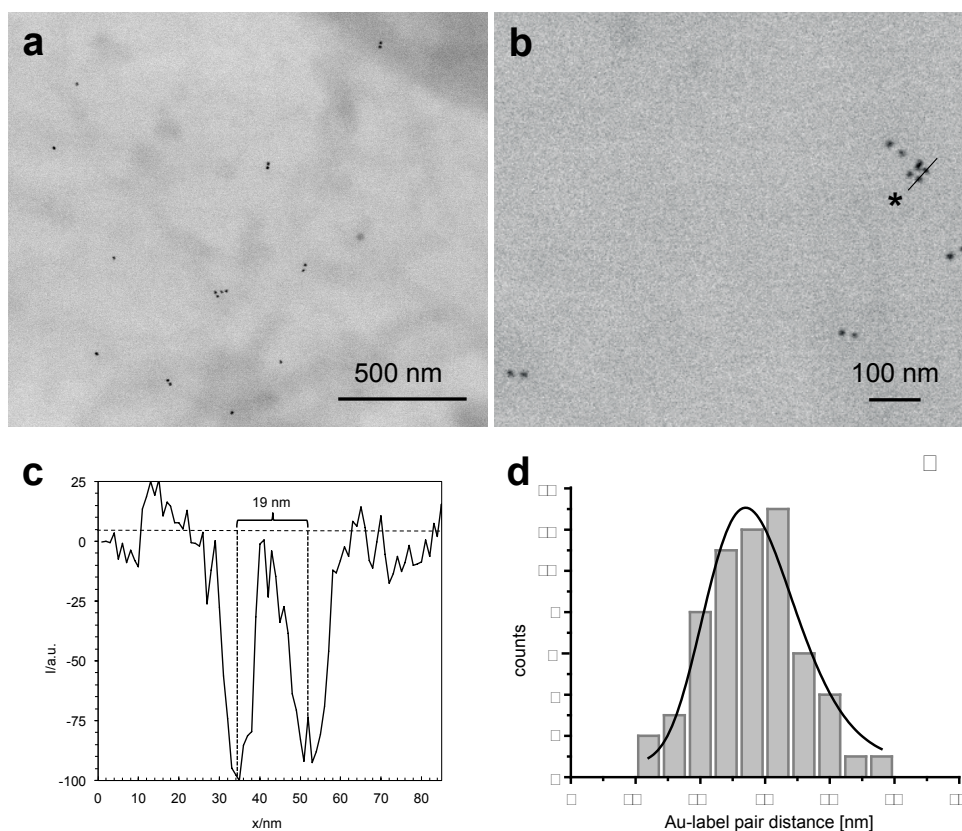 a
b
500 nm
100 nm
*
c
d
25
0
-25
-50
-75
-100
19 nm
I/a.u.
0 10 20 30 40 50 60 70 80
x/nm
counts
Au-label pair distance [nm]